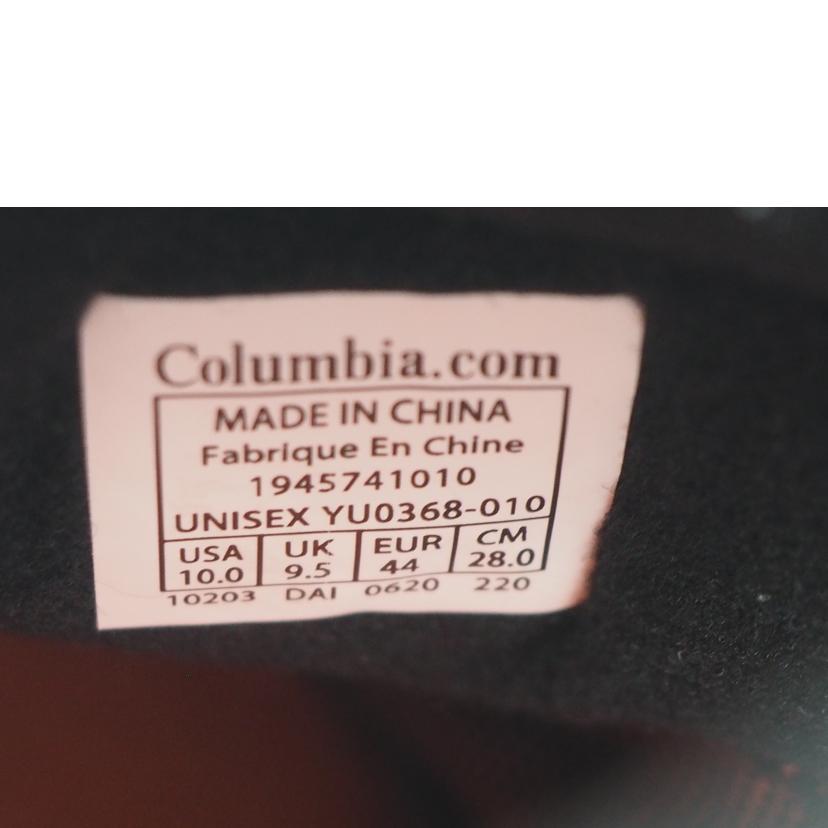 Columbia.com
MADE IN CHINA
Fabrique En Chine
1945741010
UNISEX YU0368-010
USA UK EUR CM
10.0 9.5 44 28.0
10203 DAI 0620 220